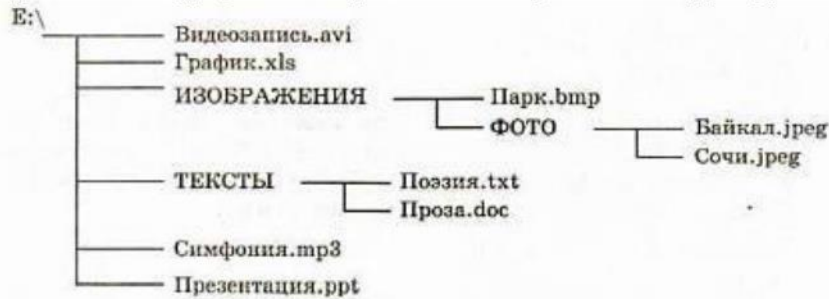 E:\
Видеозапись.avi
График.xls
ИЗОБРАЖЕНИЯ Парк.bmp
ФОТО Байкал.jpeg
Сочи.jpeg
ТЕКСТЫ Поэзия.txt
Проза.doc
Симфония.mp3
Презентация.ppt